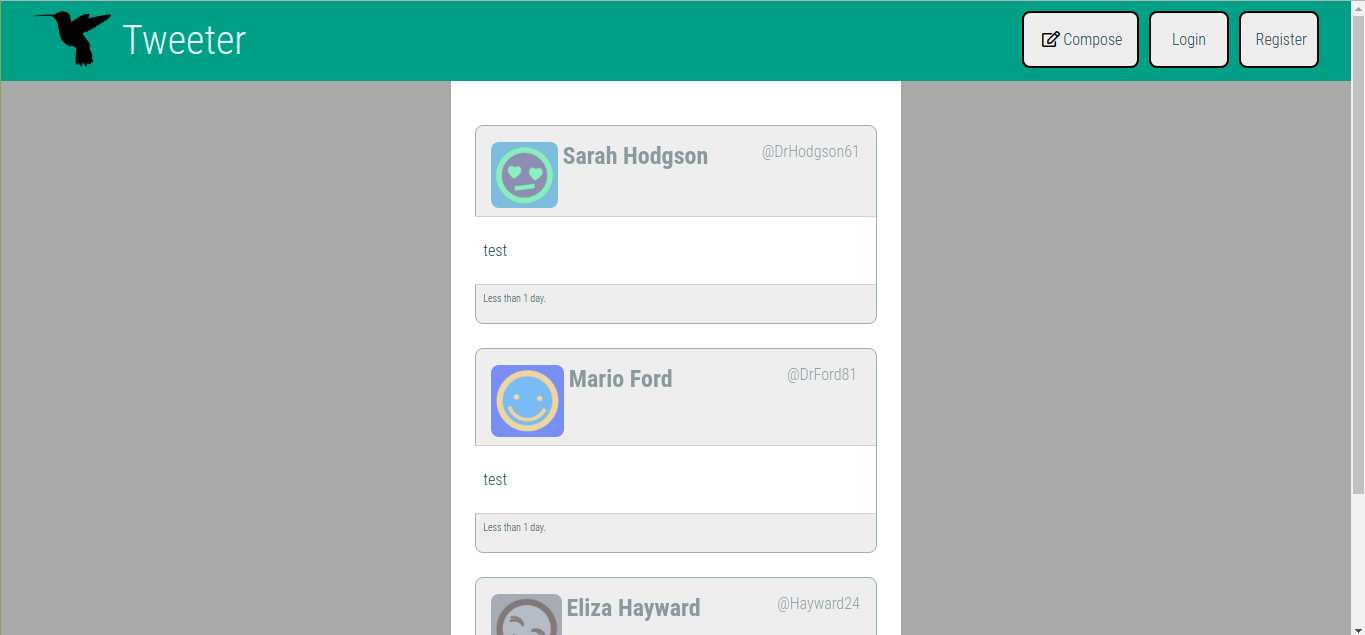 Tweeter
Compose
Login
Register
Sarah Hodgson
@DrHodgson61
test
Less than 1 day.
Mario Ford
@DrFord81
test
Less than 1 day.
Eliza Hayward
@Hayward24